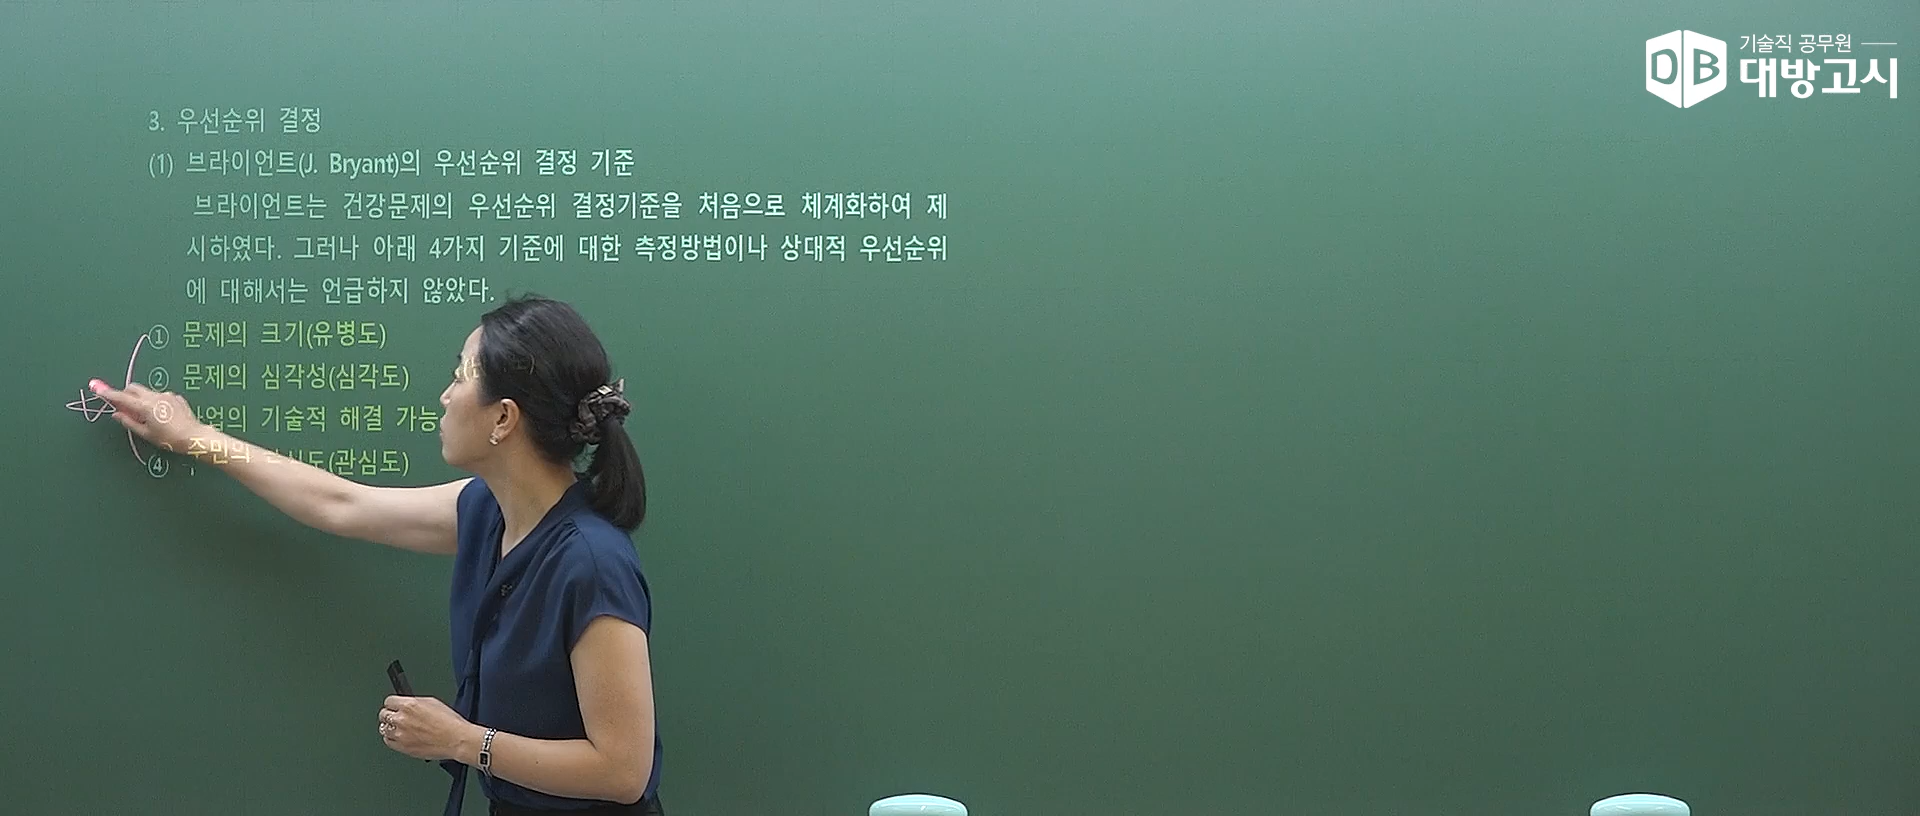 기술직 공무원
DB 대방고시
3. 우선순위 결정
(1) 브라이언트(J. Bryant)의 우선순위 결정 기준
브라이언트는 건강문제의 우선순위 결정기준을 처음으로 체계화하여 제
시하였다. 그러나 아래 4가지 기준에 대한 측정방법이나 상대적 우선순위
에 대해서는 언급하지 않았다.
① 문제의 크기(유병도)
② 문제의 심각성(심각도)
③ 사업의 기술적 해결 가능
④ 주민의 관심도(관심도)